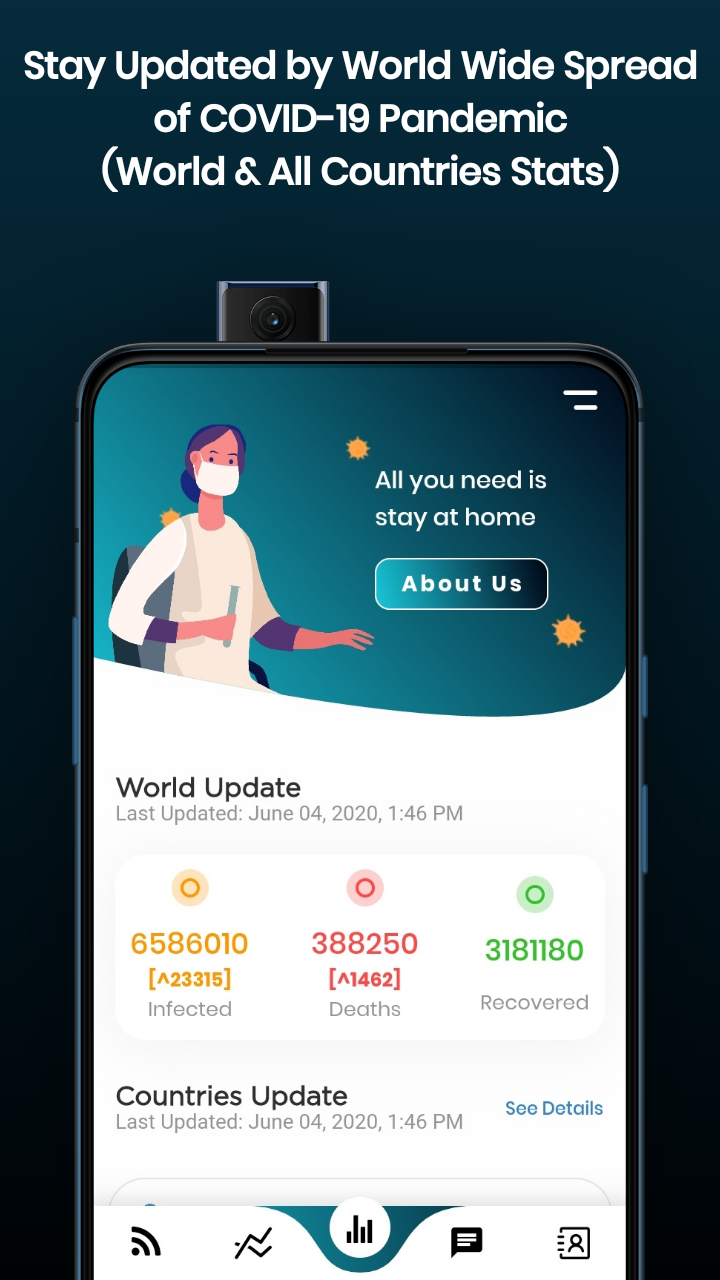 Stay Updated by World Wide Spread
of COVID-19 Pandemic
(World & All Countries Stats)
All you need is
stay at home
About Us
World Update
Last Updated: June 04, 2020, 1:46 PM
6586010 388250 3181180
[^23315] [^1462]
Infected Deaths Recovered
Countries Update
See Details
Last Updated: June 04, 2020, 1:46 PM